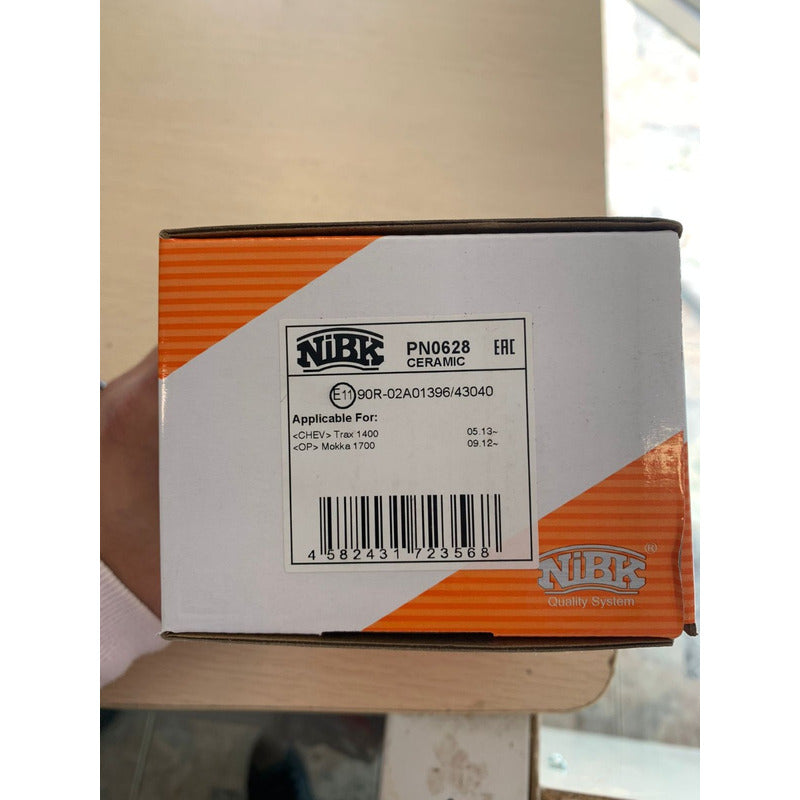 NiBK PN0628 EAC
CERAMIC
E11 90R-02A01396/43040
Applicable For:
<CHEV> Trax 1400 05.13~
<OP> Mokka 1700 09.12~
4 582431 723568
NiBK®
Quality System